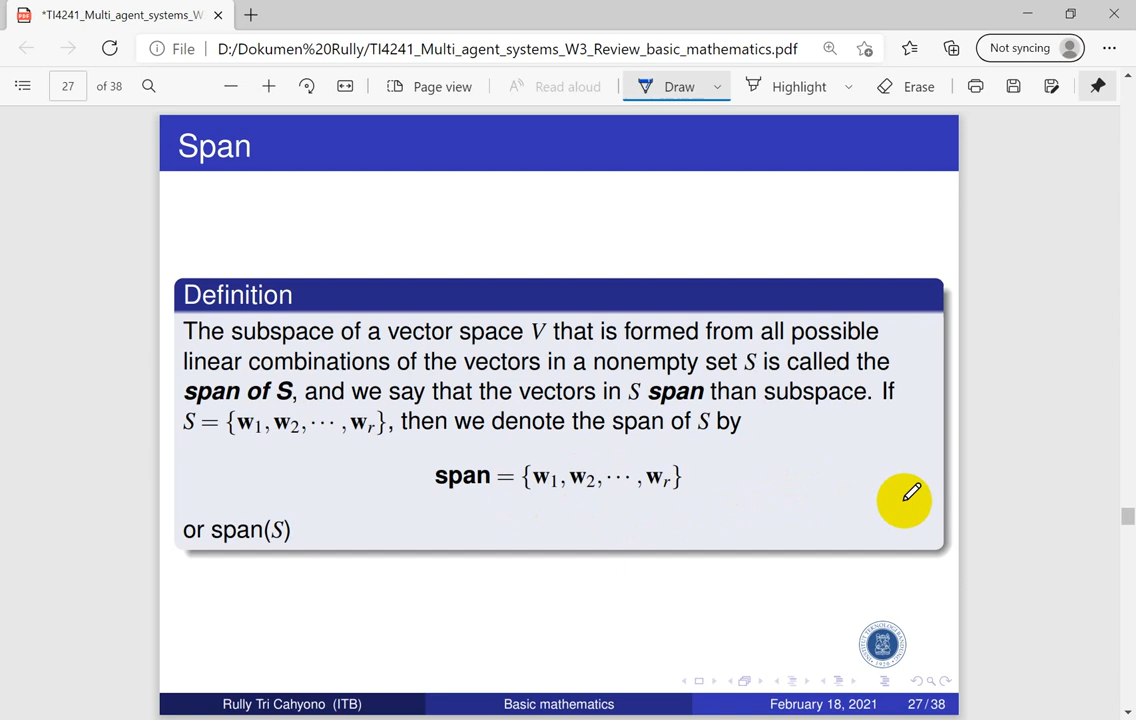 *TI4241_Multi_agent_systems_W
File
D:/Dokumen%20Rully/TI4241_Multi_agent_systems_W3_Review_basic_mathematics.pdf
Not syncing
27 of 38
Page view
Read aloud
Draw
Highlight
Erase
Span
Definition
The subspace of a vector space V that is formed from all possible
linear combinations of the vectors in a nonempty set S is called the
span of S, and we say that the vectors in S span than subspace. If
S = {w₁, w₂, ⋯ , wᵣ}, then we denote the span of S by
span = {w₁, w₂, ⋯ , wᵣ}
or span(S)
Rully Tri Cahyono (ITB)
Basic mathematics
February 18, 2021
27 / 38